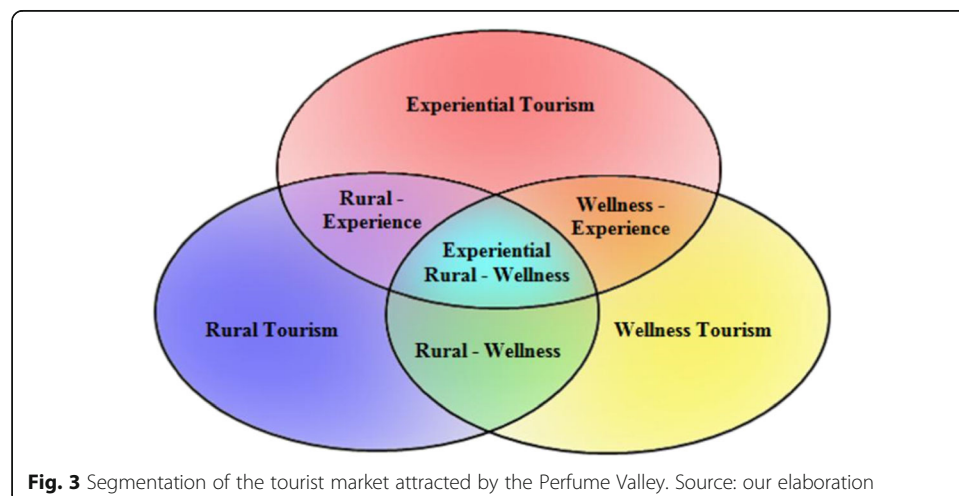 Experiential Tourism
Rural -
Experience
Wellness -
Experience
Experiential
Rural - Wellness
Rural Tourism
Wellness Tourism
Rural - Wellness
Fig. 3 Segmentation of the tourist market attracted by the Perfume Valley. Source: our elaboration